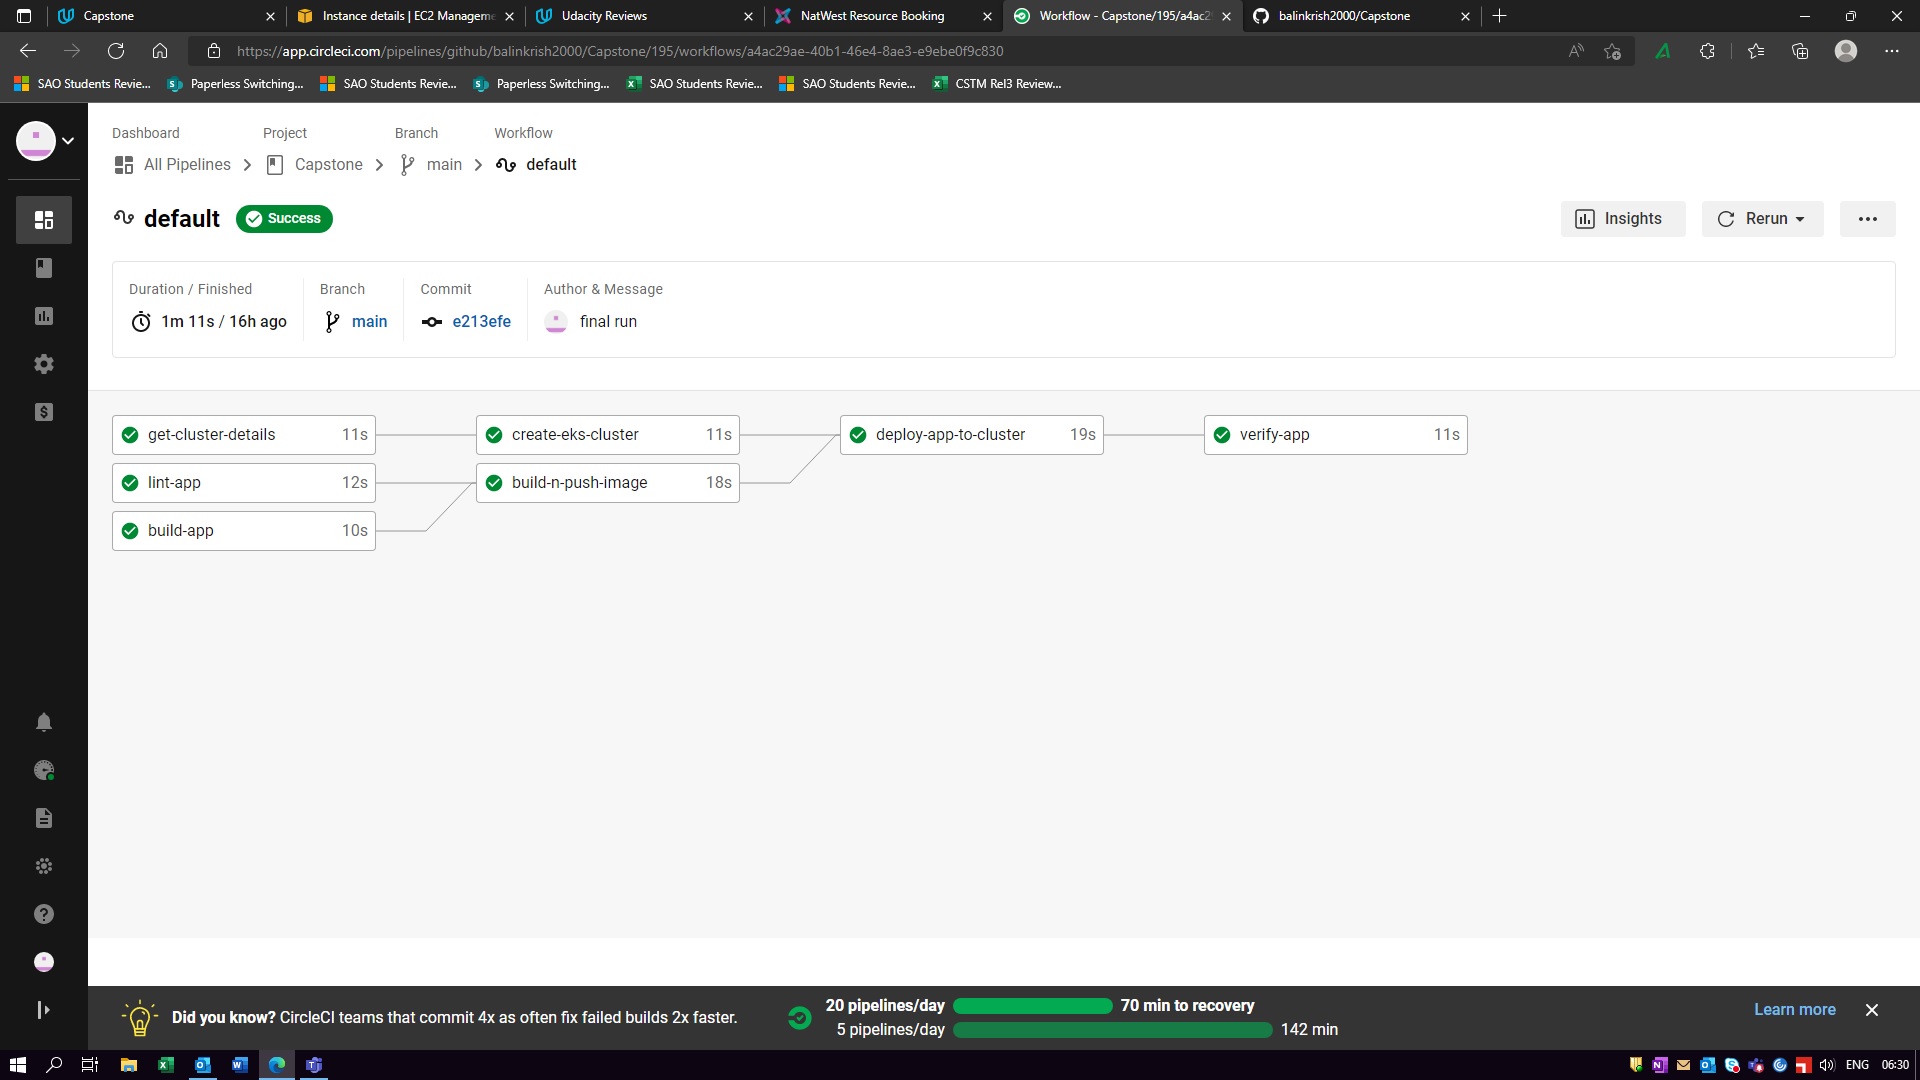 Capstone
Instance details | EC2 Manageme
Udacity Reviews
NatWest Resource Booking
Workflow - Capstone/195/a4ac2
balinkrish2000/Capstone
https://app.circleci.com/pipelines/github/balinkrish2000/Capstone/195/workflows/a4ac29ae-40b1-46e4-8ae3-e9ebe0f9c830
SAO Students Revie...
Paperless Switching...
SAO Students Revie...
Paperless Switching...
SAO Students Revie...
SAO Students Revie...
CSTM Rel3 Review...
Dashboard
Project
Branch
Workflow
All Pipelines
Capstone
main
default
default
Success
Insights
Rerun
Duration / Finished
Branch
Commit
Author & Message
1m 11s / 16h ago
main
e213efe
final run
get-cluster-details 11s
create-eks-cluster 11s
deploy-app-to-cluster 19s
verify-app 11s
lint-app 12s
build-n-push-image 18s
build-app 10s
Did you know? CircleCI teams that commit 4x as often fix failed builds 2x faster.
20 pipelines/day
70 min to recovery
5 pipelines/day
142 min
Learn more
ENG
06:30